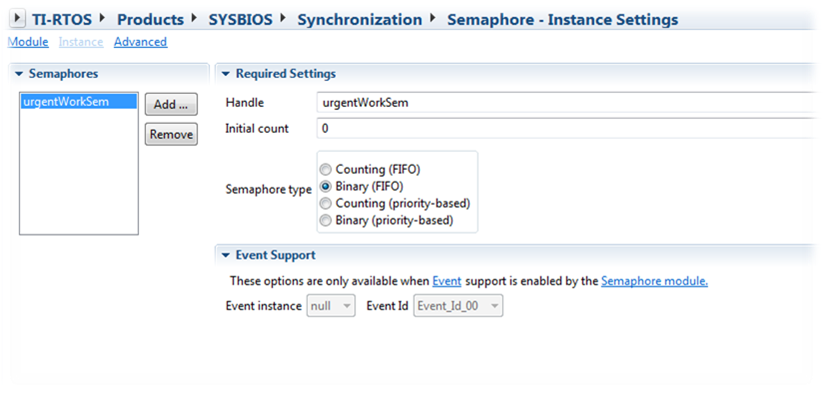 TI-RTOS Products SYSBIOS Synchronization Semaphore - Instance Settings
Module Instance Advanced
Semaphores
urgentWorkSem
Add ...
Remove
Required Settings
Handle urgentWorkSem
Initial count 0
Semaphore type
Counting (FIFO)
Binary (FIFO)
Counting (priority-based)
Binary (priority-based)
Event Support
These options are only available when Event support is enabled by the Semaphore module.
Event instance null Event Id Event_Id_00